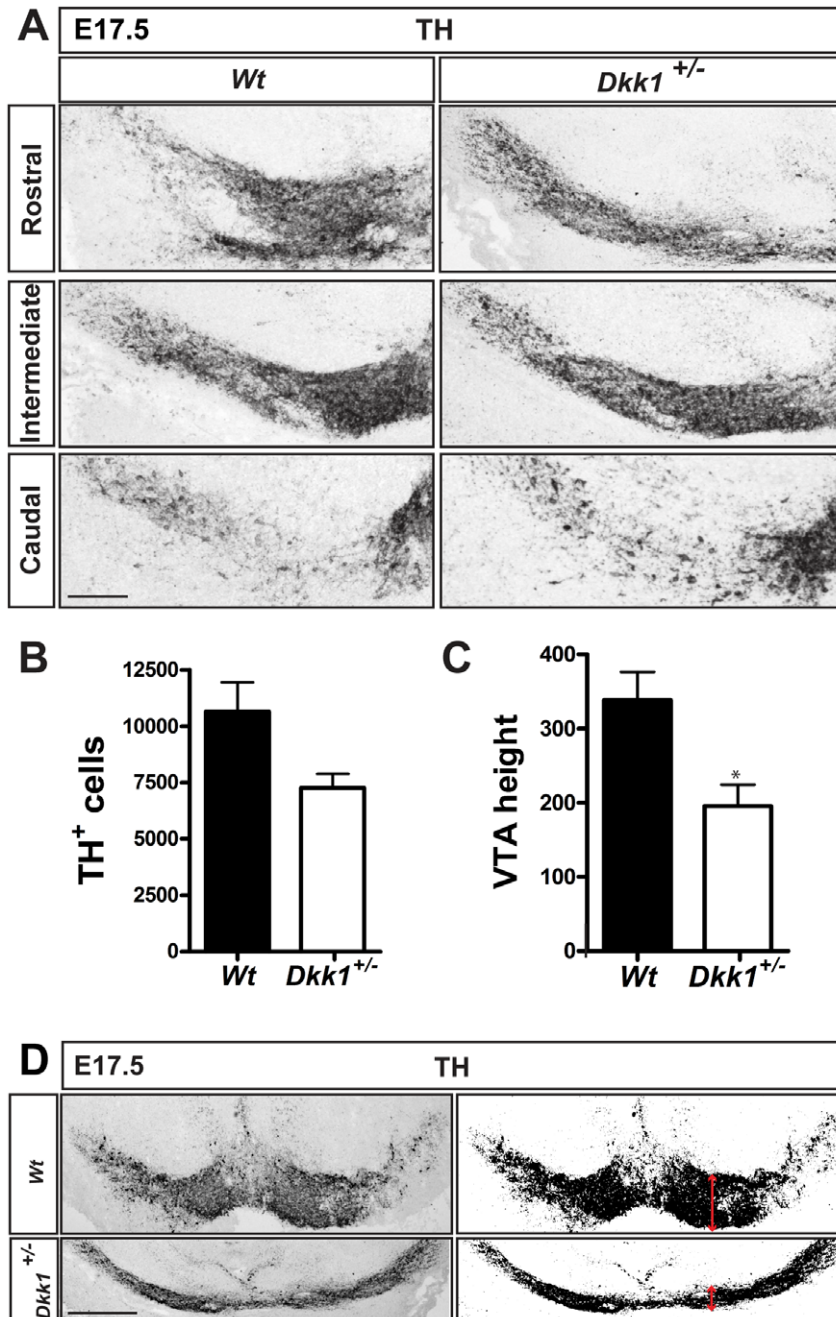 A
E17.5 TH
Wt Dkk1 +/-
Rostral
Intermediate
Caudal
B
12500
10000
7500
5000
2500
0
TH+ cells
Wt Dkk1+/-
C
400
300
200
100
0
VTA height
*
Wt Dkk1+/-
D
E17.5 TH
Wt
Dkk1 +/-